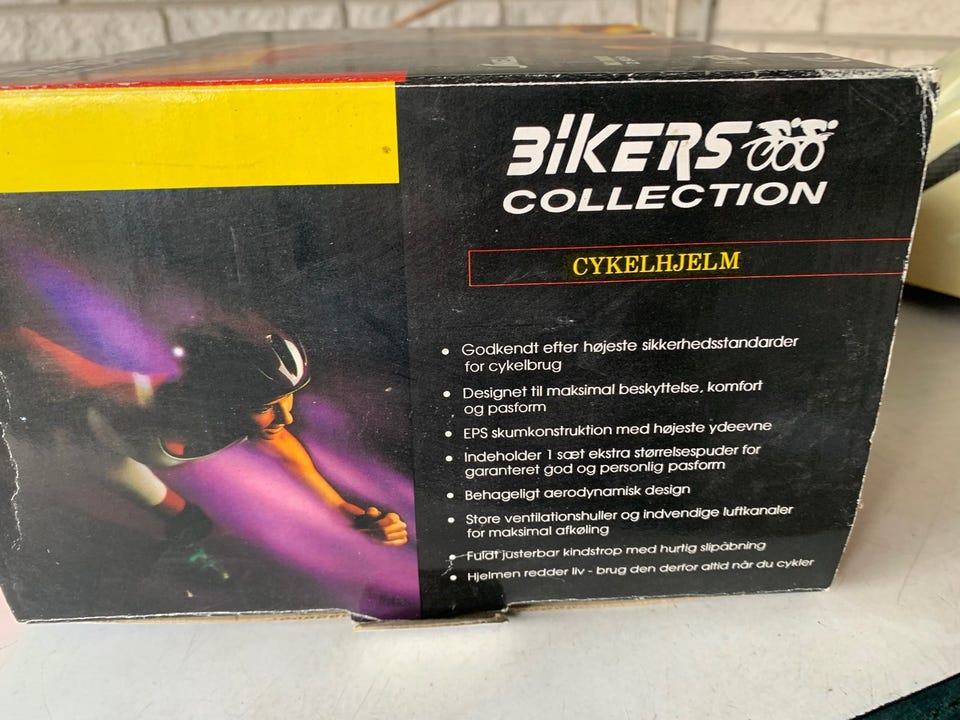 BIKERS
COLLECTION
CYKELHJELM
• Godkendt efter højeste sikkerhedsstandarder
for cykelbrug
• Designet til maksimal beskyttelse, komfort
og pasform
• EPS skumkonstruktion med højeste ydeevne
• Indeholder 1 sæt ekstra størrelsespuder for
garanteret god og personlig pasform
• Behageligt aerodynamisk design
• Store ventilationshuller og indvendige luftkanaler
for maksimal afkøling
• Fuldt justerbar kindstrop med hurtig slipåbning
• Hjelmen redder liv - brug den derfor altid når du cykler